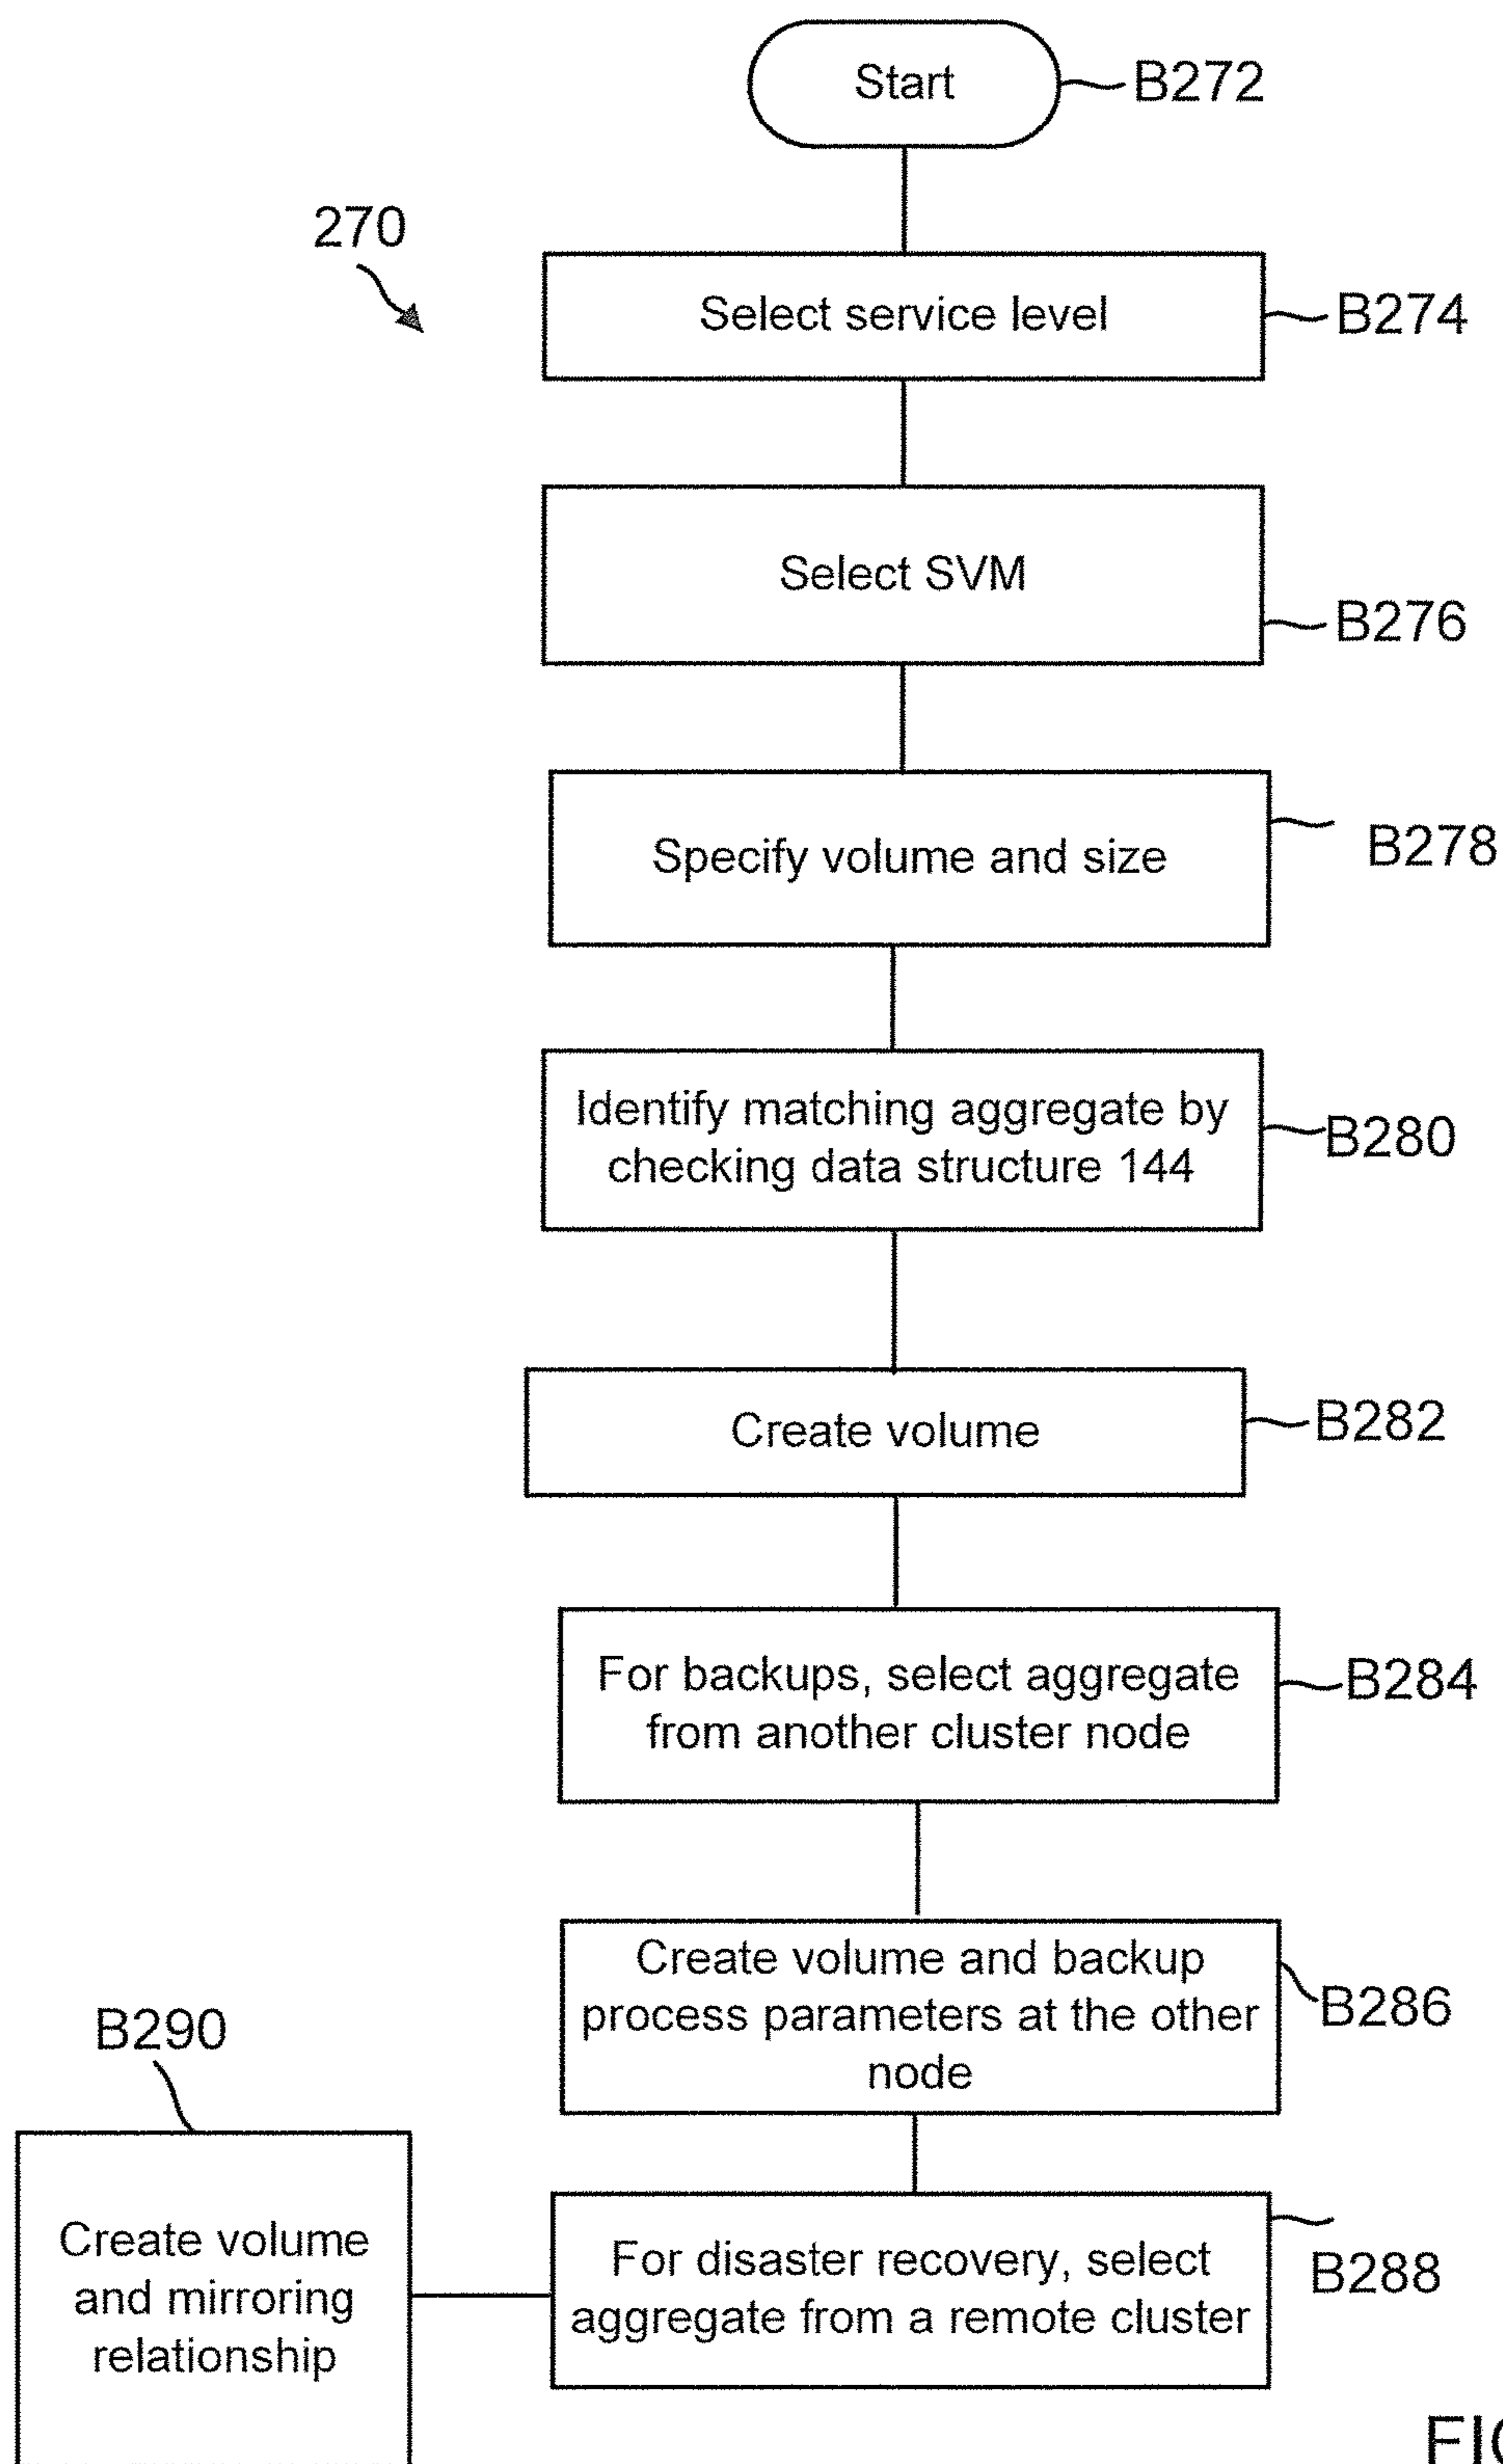 Start
B272
270
Select service level
B274
Select SVM
B276
Specify volume and size
B278
Identify matching aggregate by
checking data structure 144
B280
Create volume
B282
For backups, select aggregate
from another cluster node
B284
Create volume and backup
process parameters at the other
node
B286
For disaster recovery, select
aggregate from a remote cluster
B288
B290
Create volume
and mirroring
relationship